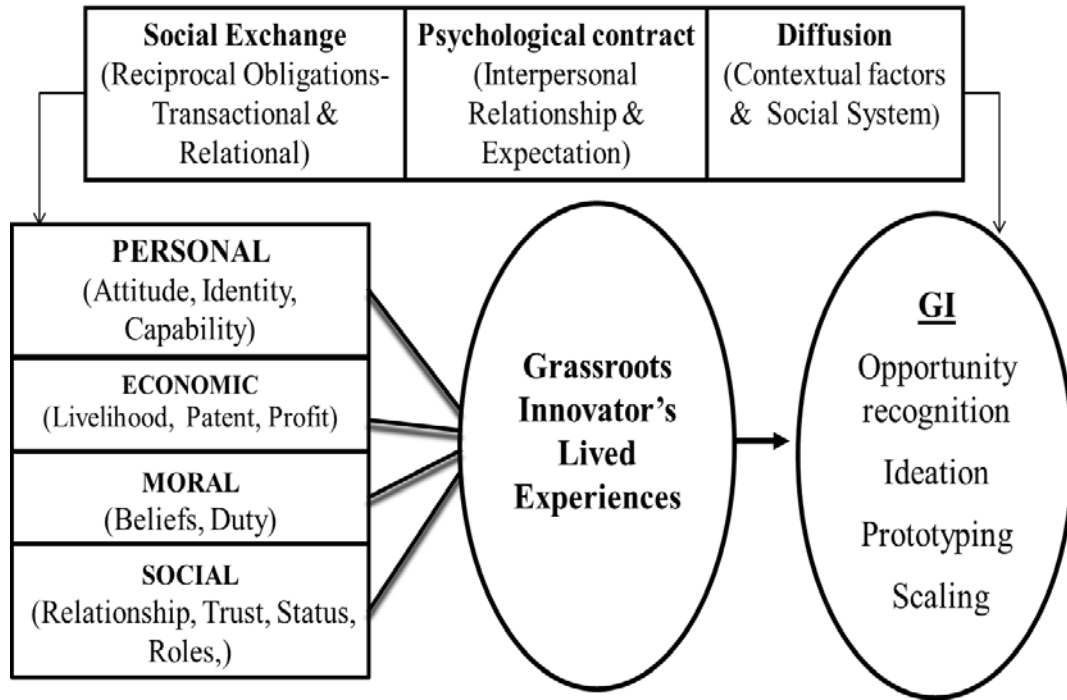 Social Exchange
(Reciprocal Obligations-
Transactional &
Relational)
Psychological contract
(Interpersonal
Relationship &
Expectation)
Diffusion
(Contextual factors
& Social System)
PERSONAL
(Attitude, Identity,
Capability)
ECONOMIC
(Livelihood, Patent, Profit)
MORAL
(Beliefs, Duty)
SOCIAL
(Relationship, Trust, Status,
Roles,)
Grassroots
Innovator's
Lived
Experiences
GI
Opportunity
recognition
Ideation
Prototyping
Scaling